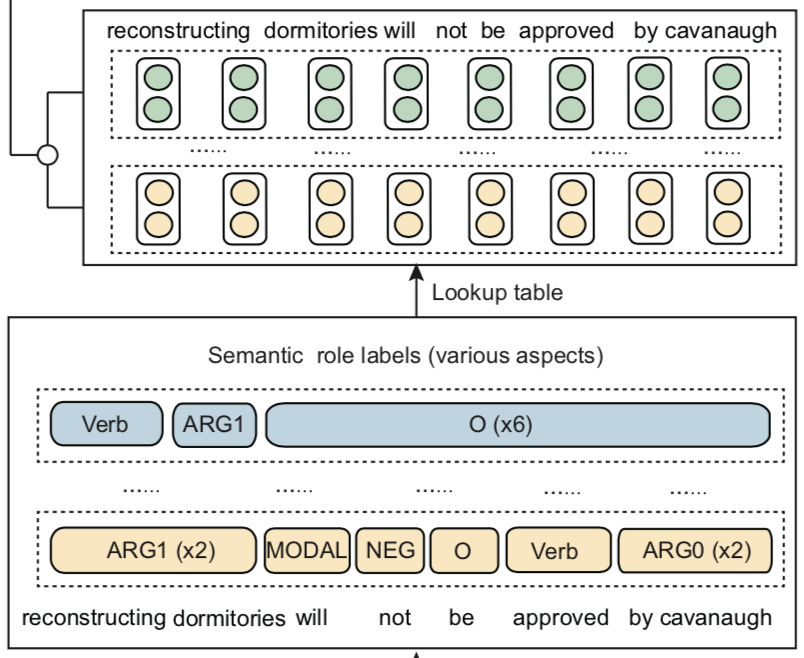 reconstructing dormitories will not be approved by cavanaugh
...... ...... ...... ...... ......
Lookup table
Semantic role labels (various aspects)
Verb ARG1 O (x6)
...... ...... ...... ...... ......
ARG1 (x2) MODAL NEG O Verb ARG0 (x2)
reconstructing dormitories will not be approved by cavanaugh